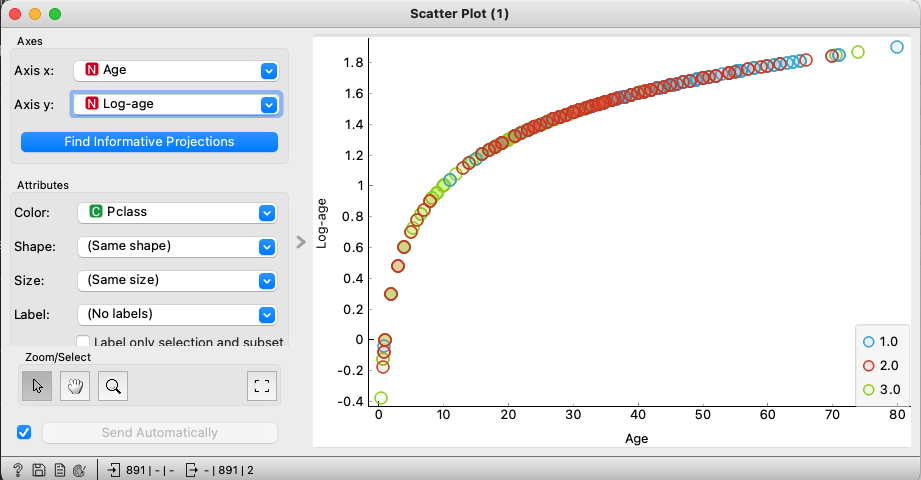 Scatter Plot (1)
Axes
Axis x: N Age
Axis y: N Log-age
Find Informative Projections
Attributes
Color: C Pclass
Shape: (Same shape)
Size: (Same size)
Label: (No labels)
Label only selection and subset
Zoom/Select
Send Automatically
? 891 | - | - - | 891 | 2
1.8
1.6
1.4
1.2
1
0.8
0.6
0.4
0.2
0
-0.2
-0.4
Log-age
0 10 20 30 40 50 60 70 80
Age
1.0
2.0
3.0